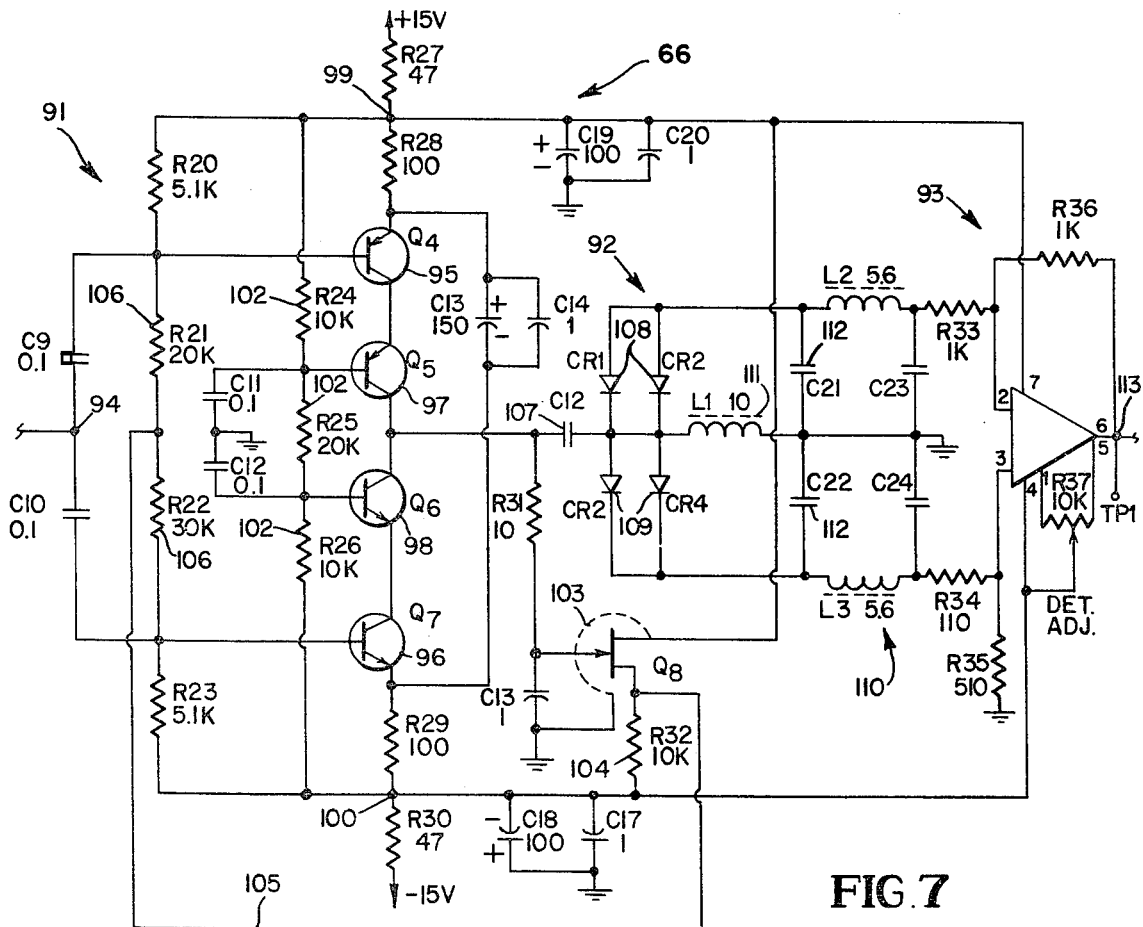 +15V
R27
47
66
99
91
R28
100
C19
100
+
-
C20
1
R20
5.1K
93
R36
1K
Q4
95
92
L2 5.6
106
102
R24
10K
C13
150
+
-
C14
1
108
112
R33
1K
R21
20K
C9
0.1
CR1
CR2
C21
C23
7
Q5
97
94
C11
0.1
102
R25
20K
107
C12
L1 10
111
2
113
6
5
3
C12
0.1
C10
0.1
R22
30K
106
102
R26
10K
Q6
98
R31
10
CR2
109
CR4
C22
112
C24
4
1
R37
10K
TP1
Q7
96
103
L3 5.6
R34
110
DET.
ADJ.
Q8
110
R23
5.1K
C13
1
R35
510
R29
100
104
R32
10K
100
R30
47
-
C18
100
+
C17
1
105
-15V
FIG.7